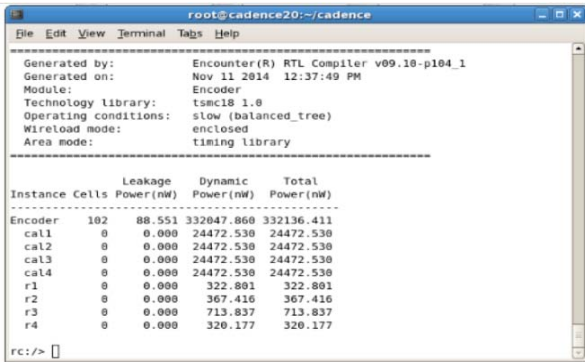 root@cadence20:~/cadence
File Edit View Terminal Tabs Help
============================================================
Generated by: Encounter(R) RTL Compiler v09.10-p104_1
Generated on: Nov 11 2014 12:37:49 PM
Module: Encoder
Technology library: tsmc18 1.0
Operating conditions: slow (balanced_tree)
Wireload mode: enclosed
Area mode: timing library
============================================================
Leakage Dynamic Total
Instance Cells Power(nW) Power(nW) Power(nW)
-----------------------------------------------
Encoder 102 88.551 332047.860 332136.411
cal1 0 0.000 24472.530 24472.530
cal2 0 0.000 24472.530 24472.530
cal3 0 0.000 24472.530 24472.530
cal4 0 0.000 24472.530 24472.530
r1 0 0.000 322.801 322.801
r2 0 0.000 367.416 367.416
r3 0 0.000 713.837 713.837
r4 0 0.000 320.177 320.177
rc:/>